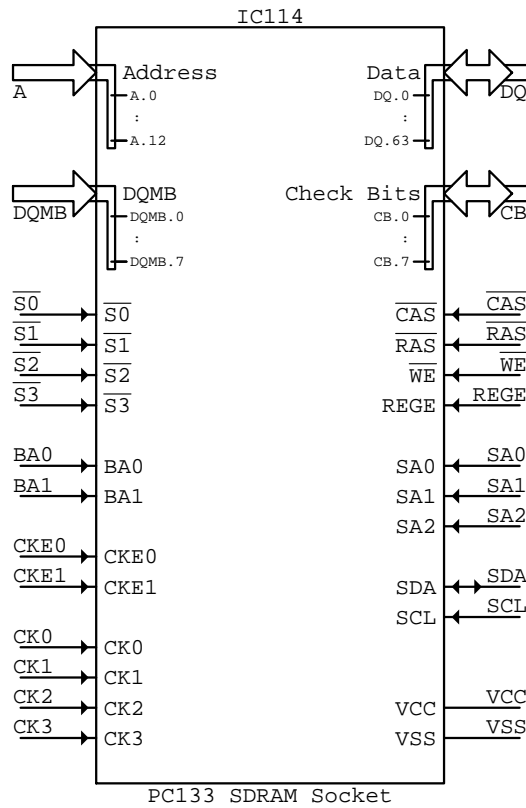 IC114
Address Data
A DQ
A.0 DQ.0
: :
A.12 DQ.63
DQMB Check Bits
DQMB CB
DQMB.0 CB.0
: :
DQMB.7 CB.7
S0 S0 CAS CAS
S1 S1 RAS RAS
S2 S2 WE WE
S3 S3 REGE REGE
BA0 BA0 SA0 SA0
BA1 BA1 SA1 SA1
SA2 SA2
CKE0 CKE0
CKE1 CKE1 SDA SDA
SCL SCL
CK0 CK0
CK1 CK1
CK2 CK2 VCC VCC
CK3 CK3 VSS VSS
PC133 SDRAM Socket